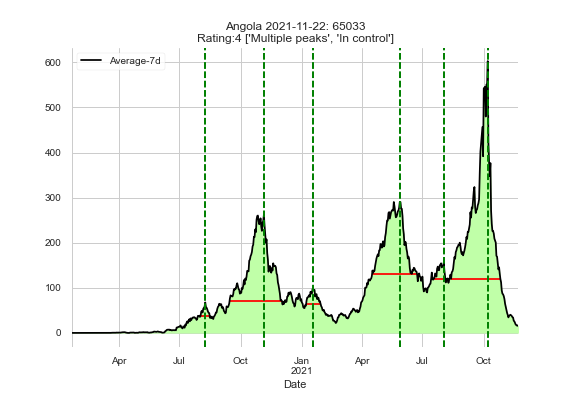 Angola 2021-11-22: 65033
Rating:4 ['Multiple peaks', 'In control']
Average-7d
600
500
400
300
200
100
0
Apr
Jul
Oct
Jan
2021
Apr
Jul
Oct
Date